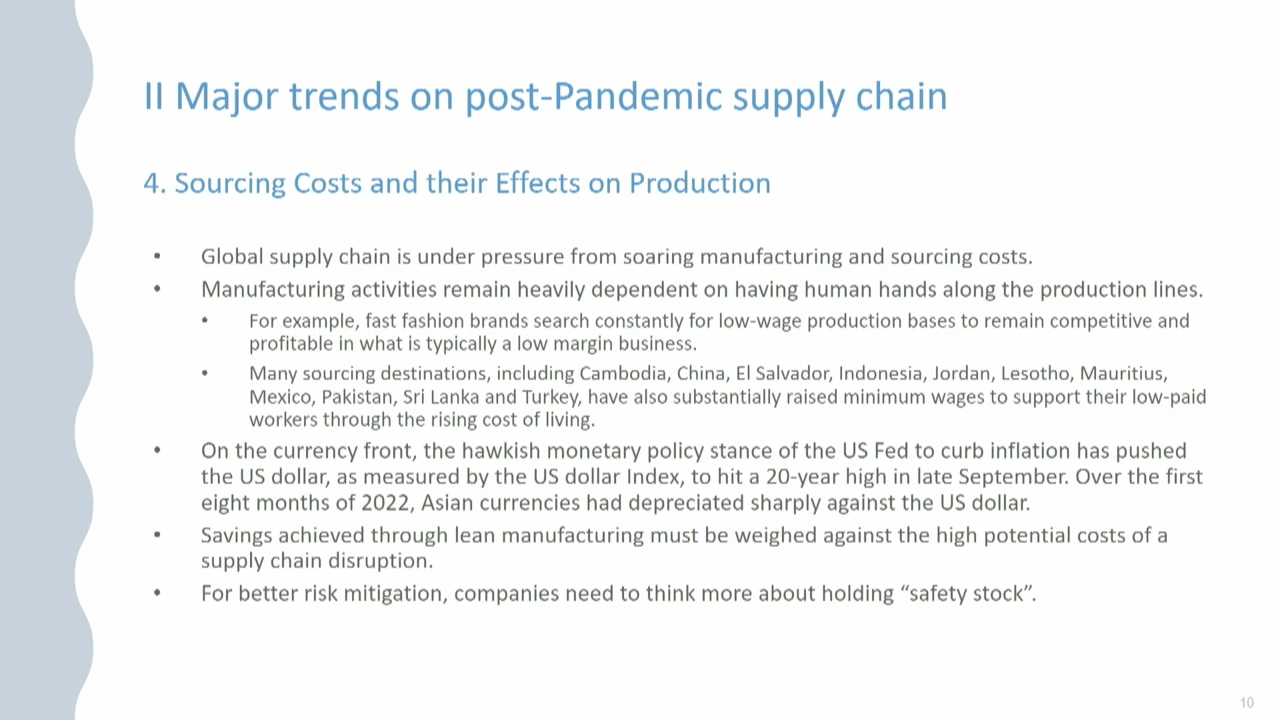 II Major trends on post-Pandemic supply chain
4. Sourcing Costs and their Effects on Production
• Global supply chain is under pressure from soaring manufacturing and sourcing costs.
• Manufacturing activities remain heavily dependent on having human hands along the production lines.
• For example, fast fashion brands search constantly for low-wage production bases to remain competitive and
profitable in what is typically a low margin business.
• Many sourcing destinations, including Cambodia, China, El Salvador, Indonesia, Jordan, Lesotho, Mauritius,
Mexico, Pakistan, Sri Lanka and Turkey, have also substantially raised minimum wages to support their low-paid
workers through the rising cost of living.
• On the currency front, the hawkish monetary policy stance of the US Fed to curb inflation has pushed
the US dollar, as measured by the US dollar Index, to hit a 20-year high in late September. Over the first
eight months of 2022, Asian currencies had depreciated sharply against the US dollar.
• Savings achieved through lean manufacturing must be weighed against the high potential costs of a
supply chain disruption.
• For better risk mitigation, companies need to think more about holding “safety stock”.
10